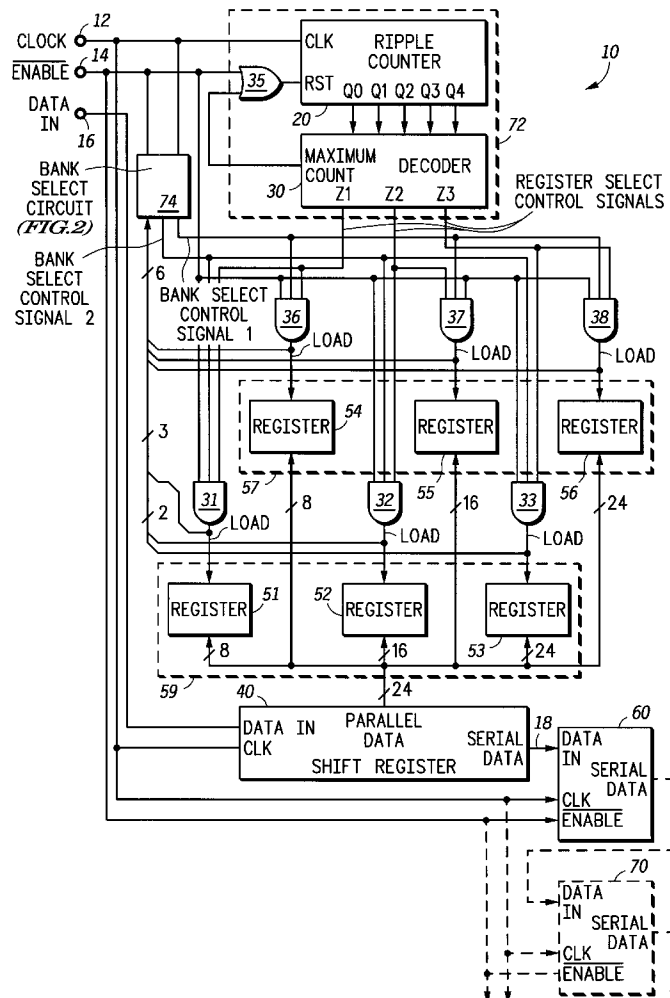 12
CLOCK
14
ENABLE
DATA
IN
16
CLK
RIPPLE
COUNTER
RST
Q0 Q1 Q2 Q3 Q4
20
35
10
72
MAXIMUM
COUNT
DECODER
30
Z1 Z2 Z3
REGISTER SELECT
CONTROL SIGNALS
BANK
SELECT
CIRCUIT
(FIG.2)
74
BANK
SELECT
CONTROL
SIGNAL 2
6
BANK SELECT
CONTROL
SIGNAL 1
36
37
38
LOAD
LOAD
LOAD
REGISTER
54
REGISTER
55
REGISTER
56
57
3
2
8
16
24
31
32
33
LOAD
LOAD
LOAD
REGISTER
51
REGISTER
52
REGISTER
53
8
16
24
59
24
40
DATA IN
CLK
PARALLEL
DATA
SERIAL
DATA
SHIFT REGISTER
18
60
DATA
IN
SERIAL
DATA
CLK
ENABLE
70
DATA
IN
SERIAL
DATA
CLK
ENABLE